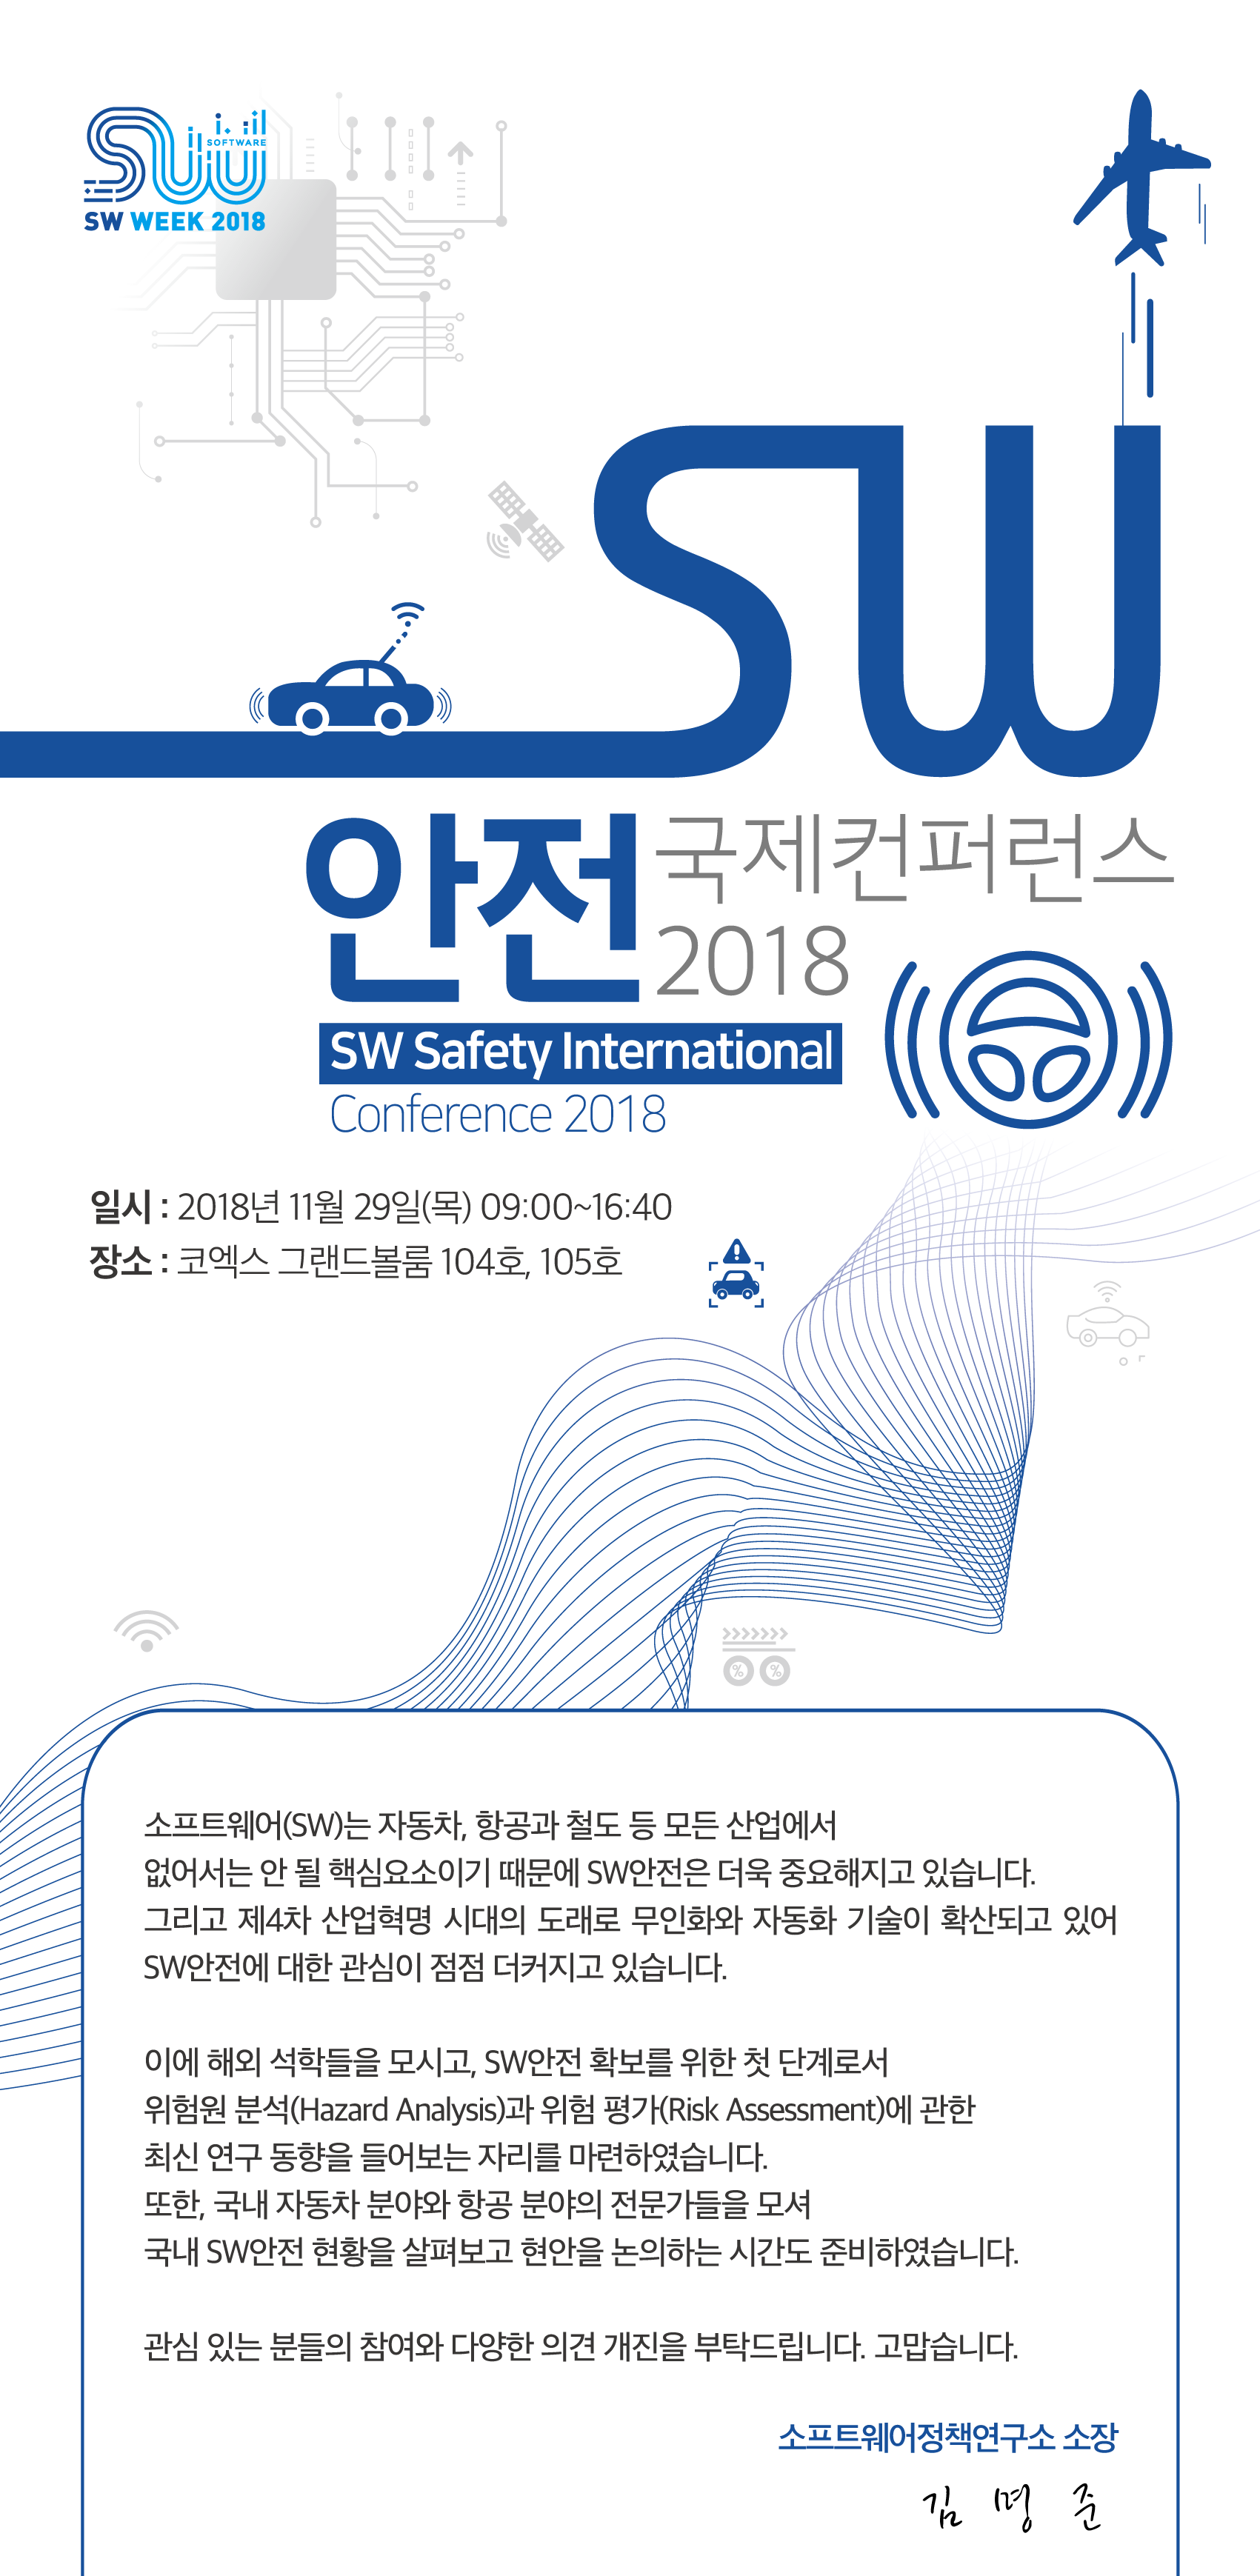 SOFTWARE
SW WEEK 2018
SW
안전 국제컨퍼런스
2018
SW Safety International
Conference 2018
일시 : 2018년 11월 29일(목) 09:00~16:40
장소 : 코엑스 그랜드볼룸 104호, 105호
% %
소프트웨어(SW)는 자동차, 항공과 철도 등 모든 산업에서
없어서는 안 될 핵심요소이기 때문에 SW안전은 더욱 중요해지고 있습니다.
그리고 제4차 산업혁명 시대의 도래로 무인화와 자동화 기술이 확산되고 있어
SW안전에 대한 관심이 점점 더커지고 있습니다.
이에 해외 석학들을 모시고, SW안전 확보를 위한 첫 단계로서
위험원 분석(Hazard Analysis)과 위험 평가(Risk Assessment)에 관한
최신 연구 동향을 들어보는 자리를 마련하였습니다.
또한, 국내 자동차 분야와 항공 분야의 전문가들을 모셔
국내 SW안전 현황을 살펴보고 현안을 논의하는 시간도 준비하였습니다.
관심 있는 분들의 참여와 다양한 의견 개진을 부탁드립니다. 고맙습니다.
소프트웨어정책연구소 소장
김 명 준